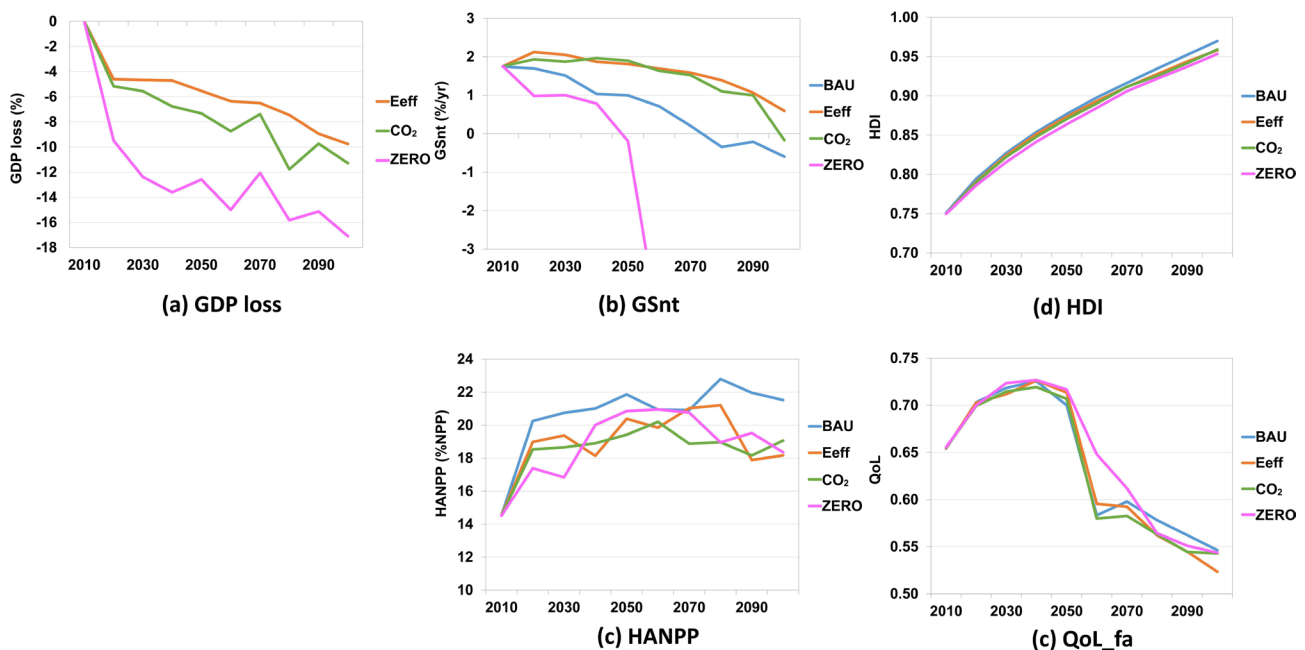 GDP loss (%)
0
-2
-4
-6
-8
-10
-12
-14
-16
-18
2010 2030 2050 2070 2090
Eeff
CO₂
ZERO
(a) GDP loss
GSnt (%/yr)
3
2
1
0
-1
-2
-3
2010 2030 2050 2070 2090
BAU
Eeff
CO₂
ZERO
(b) GSnt
HDI
1.00
0.95
0.90
0.85
0.80
0.75
0.70
2010 2030 2050 2070 2090
BAU
Eeff
CO₂
ZERO
(d) HDI
HANPP (%NPP)
24
22
20
18
16
14
12
10
2010 2030 2050 2070 2090
BAU
Eeff
CO₂
ZERO
(c) HANPP
QoL
0.75
0.70
0.65
0.60
0.55
0.50
2010 2030 2050 2070 2090
BAU
Eeff
CO₂
ZERO
(c) QoL_fa